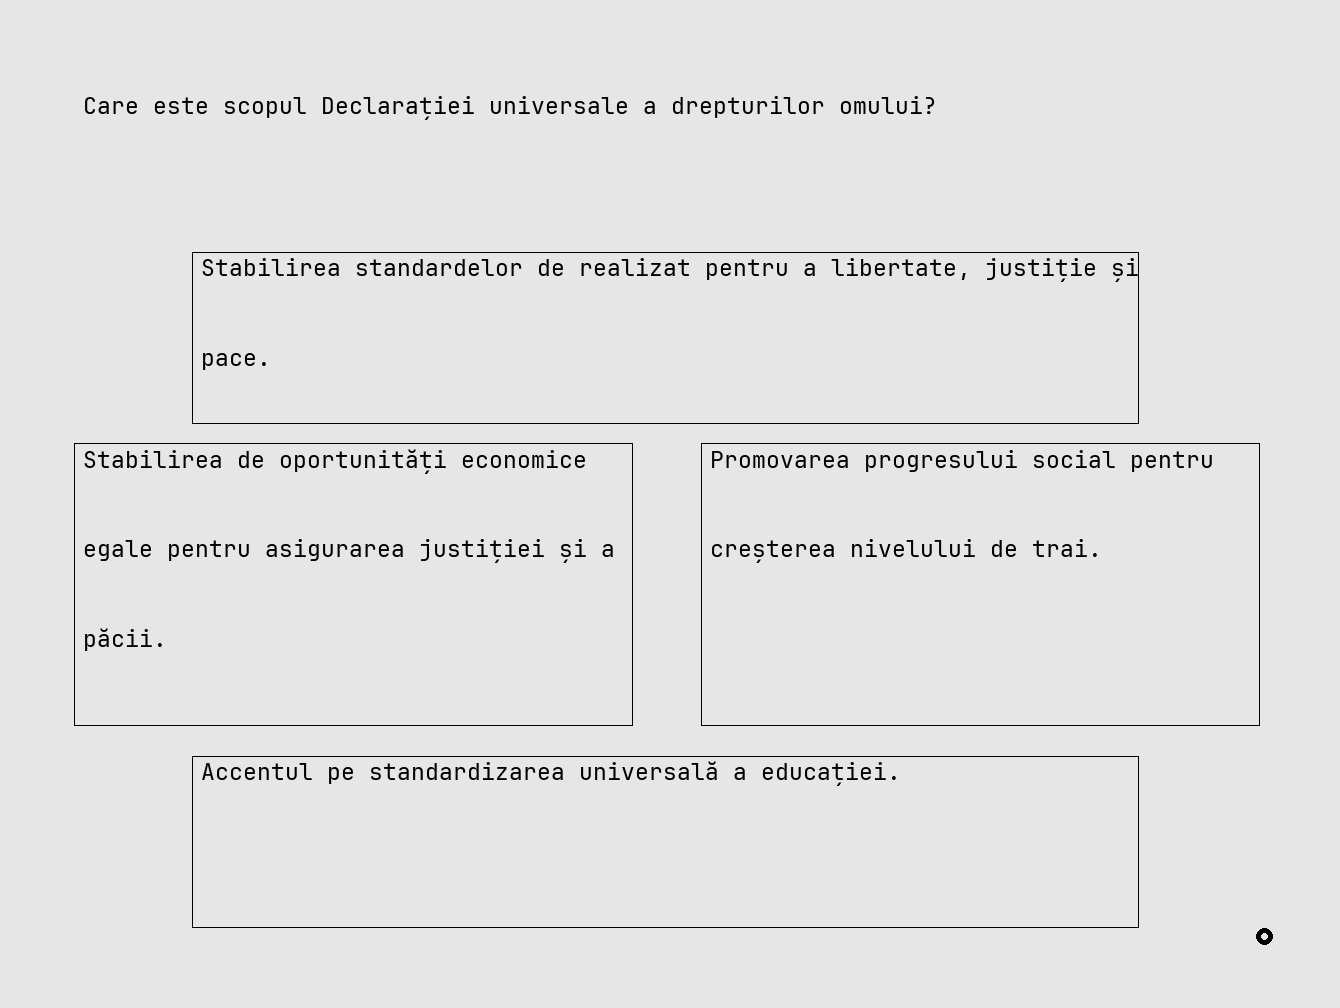 Care este scopul Declarației universale a drepturilor omului?
Stabilirea standardelor de realizat pentru a libertate, justiție și
pace.
Stabilirea de oportunități economice
egale pentru asigurarea justiției și a
păcii.
Promovarea progresului social pentru
creșterea nivelului de trai.
Accentul pe standardizarea universală a educației.